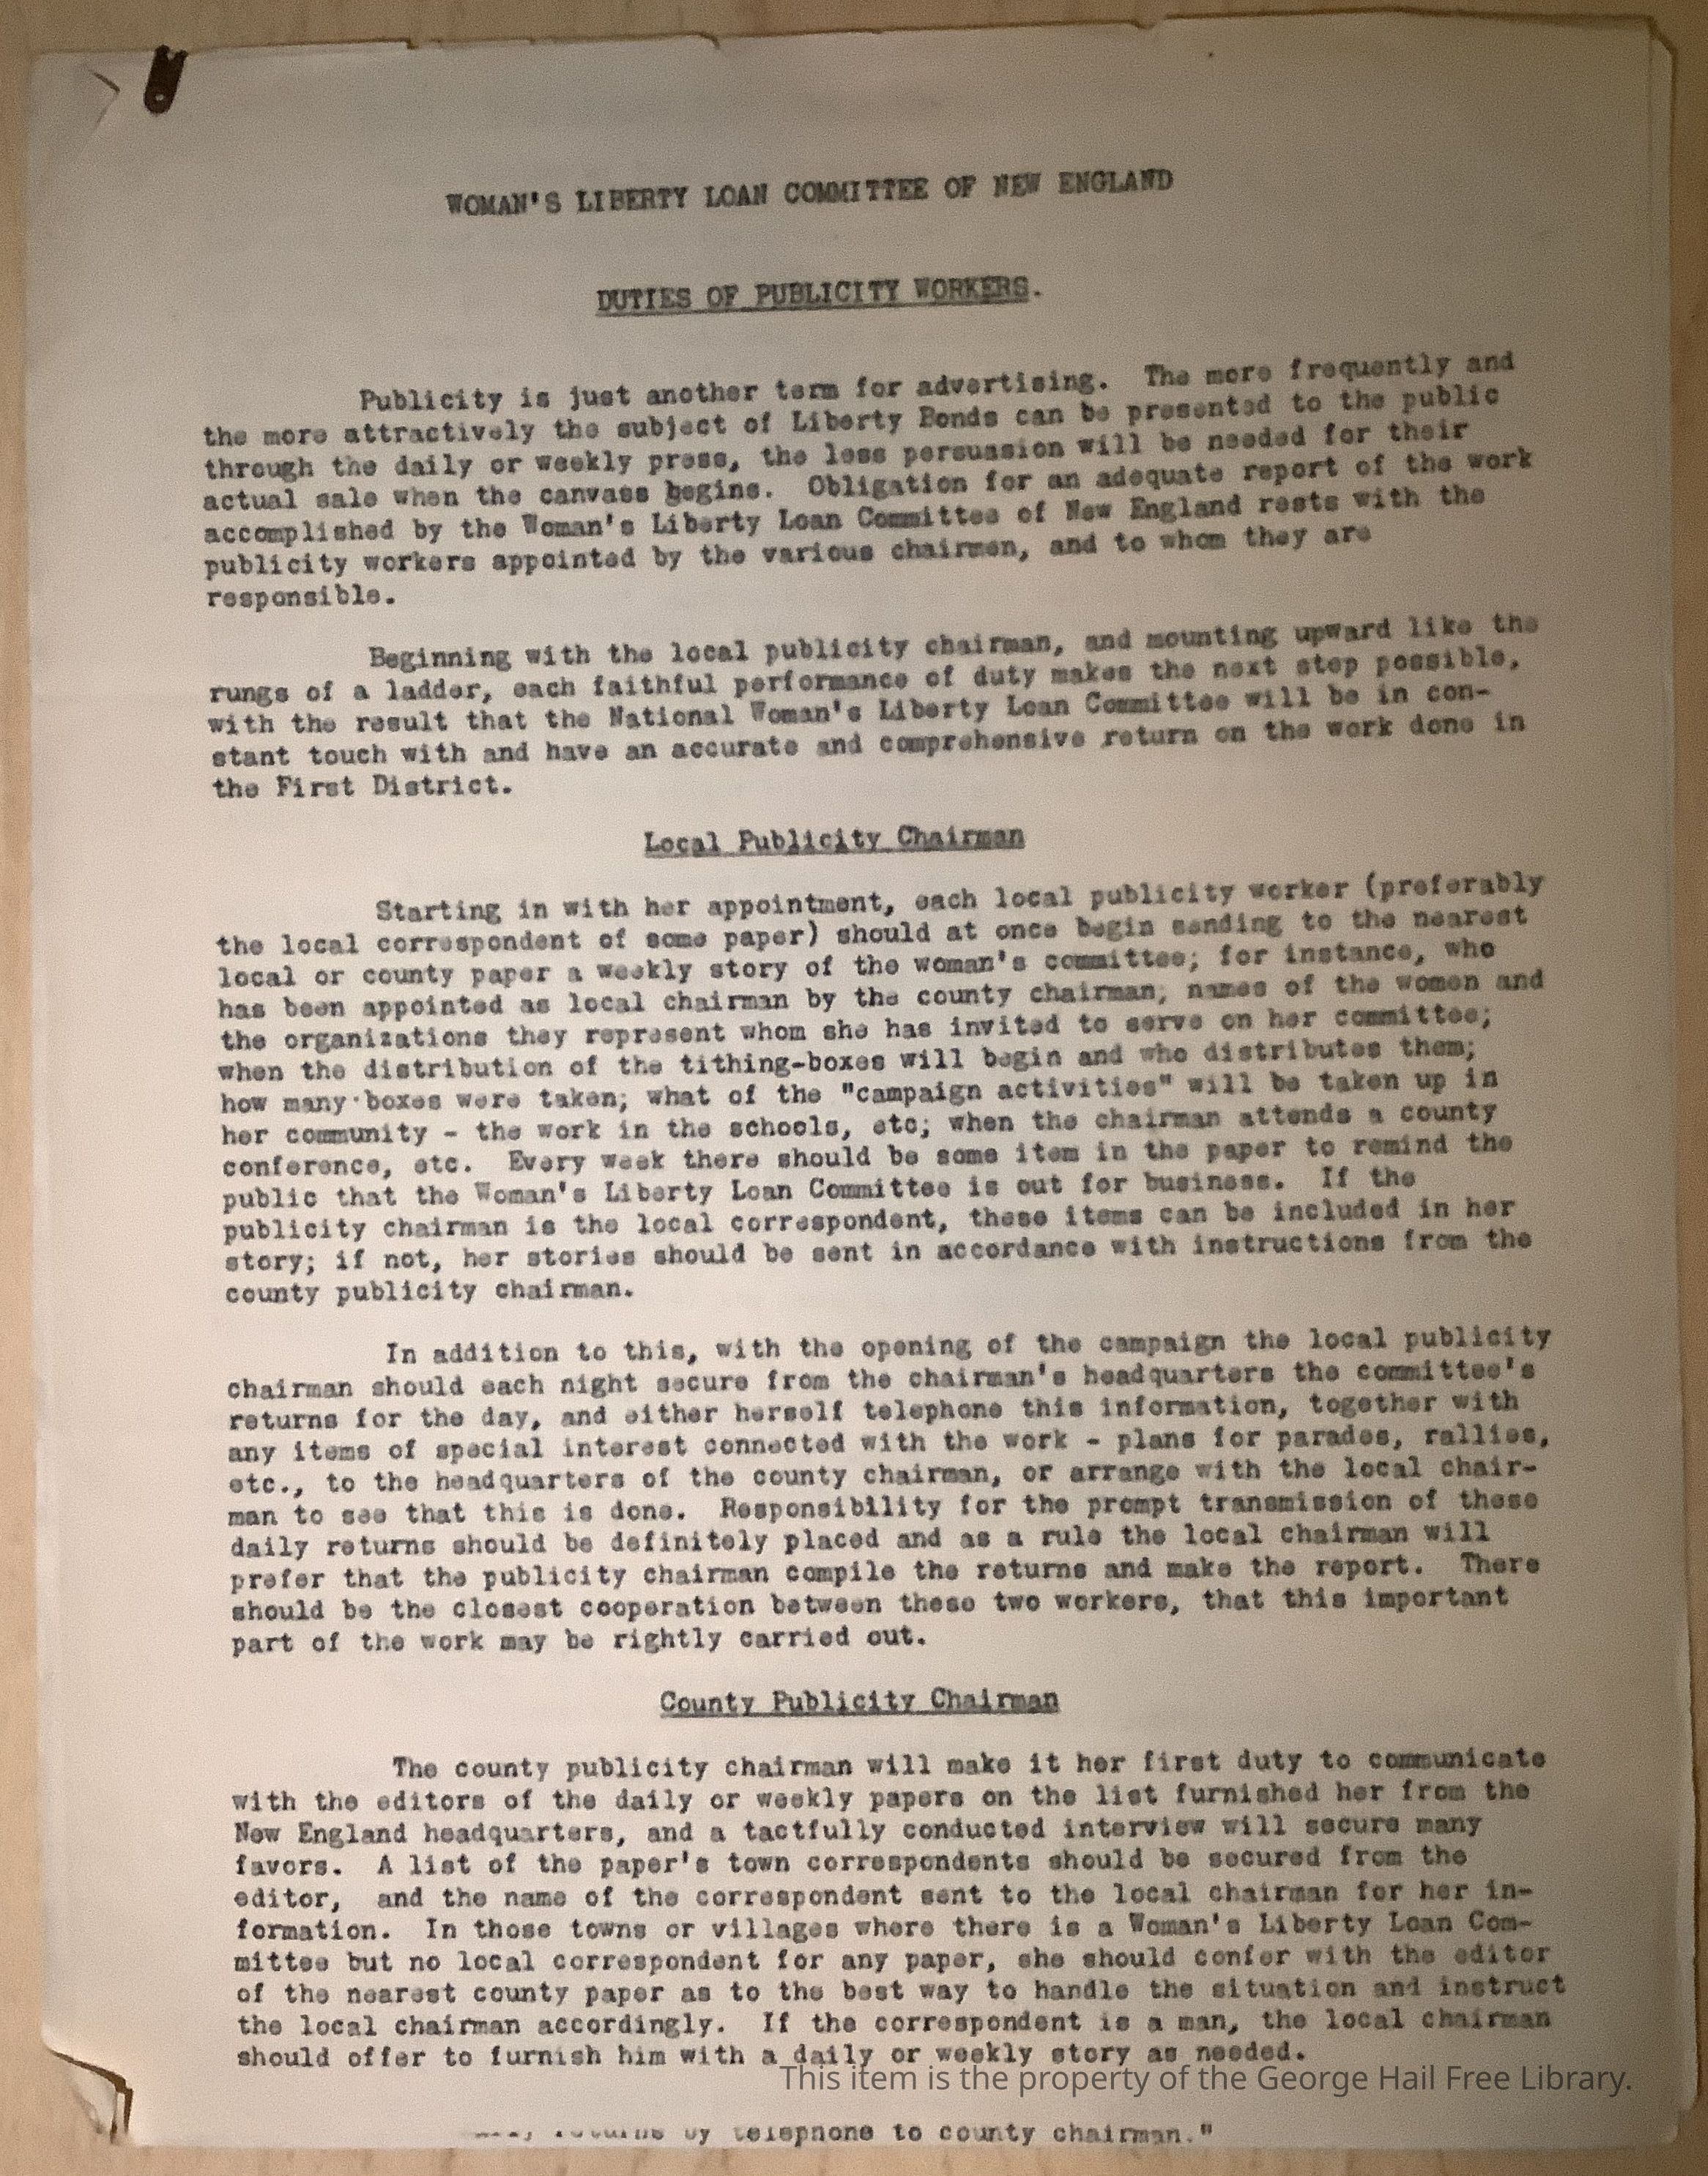 WOMAN'S LIBERTY LOAN COMMITTEE OF NEW ENGLAND
DUTIES OF PUBLICITY WORKERS.
Publicity is just another term for advertising. The more frequently and
the more attractively the subject of Liberty Bonds can be presented to the public
through the daily or weekly press, the less persuasion will be needed for their
actual sale when the canvass begins. Obligation for an adequate report of the work
accomplished by the Woman's Liberty Loan Committee of New England rests with the
publicity workers appointed by the various chairmen, and to whom they are
responsible.
Beginning with the local publicity chairman, and mounting upward like the
rungs of a ladder, each faithful performance of duty makes the next step possible,
with the result that the National Woman's Liberty Loan Committee will be in con-
stant touch with and have an accurate and comprehensive return on the work done in
the First District.
Local Publicity Chairman
Starting in with her appointment, each local publicity worker (preferably
the local correspondent of some paper) should at once begin sending to the nearest
local or county paper a weekly story of the woman's committee; for instance, who
has been appointed as local chairman by the county chairman; names of the women and
the organizations they represent whom she has invited to serve on her committee;
when the distribution of the tithing-boxes will begin and who distributes them;
how many boxes were taken; what of the "campaign activities" will be taken up in
her community - the work in the schools, etc; when the chairman attends a county
conference, etc. Every week there should be some item in the paper to remind the
public that the Woman's Liberty Loan Committee is out for business. If the
publicity chairman is the local correspondent, these items can be included in her
story; if not, her stories should be sent in accordance with instructions from the
county publicity chairman.
In addition to this, with the opening of the campaign the local publicity
chairman should each night secure from the chairman's headquarters the committee's
returns for the day, and either herself telephone this information, together with
any items of special interest connected with the work - plans for parades, rallies,
etc., to the headquarters of the county chairman, or arrange with the local chair-
man to see that this is done. Responsibility for the prompt transmission of these
daily returns should be definitely placed and as a rule the local chairman will
prefer that the publicity chairman compile the returns and make the report. There
should be the closest cooperation between these two workers, that this important
part of the work may be rightly carried out.
County Publicity Chairman
The county publicity chairman will make it her first duty to communicate
with the editors of the daily or weekly papers on the list furnished her from the
New England headquarters, and a tactfully conducted interview will secure many
favors. A list of the paper's town correspondents should be secured from the
editor, and the name of the correspondent sent to the local chairman for her in-
formation. In those towns or villages where there is a Woman's Liberty Loan Com-
mittee but no local correspondent for any paper, she should confer with the editor
of the nearest county paper as to the best way to handle the situation and instruct
the local chairman accordingly. If the correspondent is a man, the local chairman
should offer to furnish him with a daily or weekly story as needed.
This item is the property of the George Hail Free Library.
returns by telephone to county chairman."